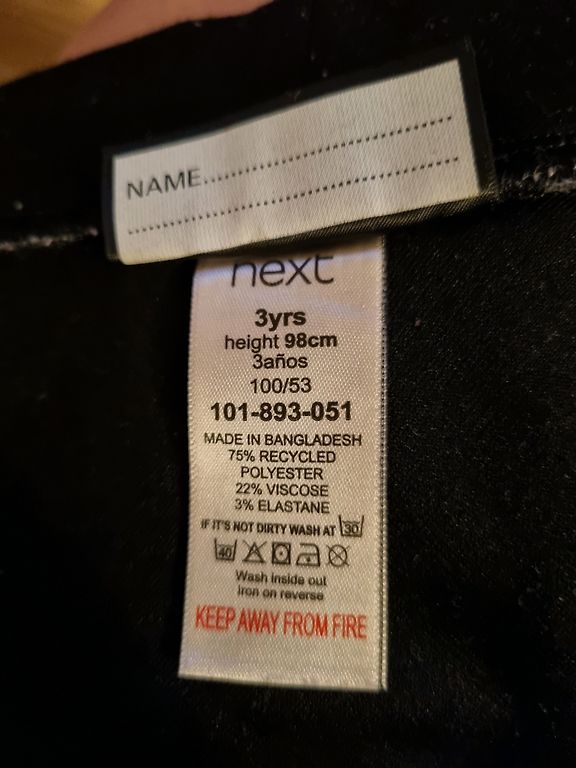 NAME........................................
........................................................
next
3yrs
height 98cm
3años
100/53
101-893-051
MADE IN BANGLADESH
75% RECYCLED
POLYESTER
22% VISCOSE
3% ELASTANE
IF IT'S NOT DIRTY WASH AT 30
40
Wash inside out
iron on reverse
KEEP AWAY FROM FIRE